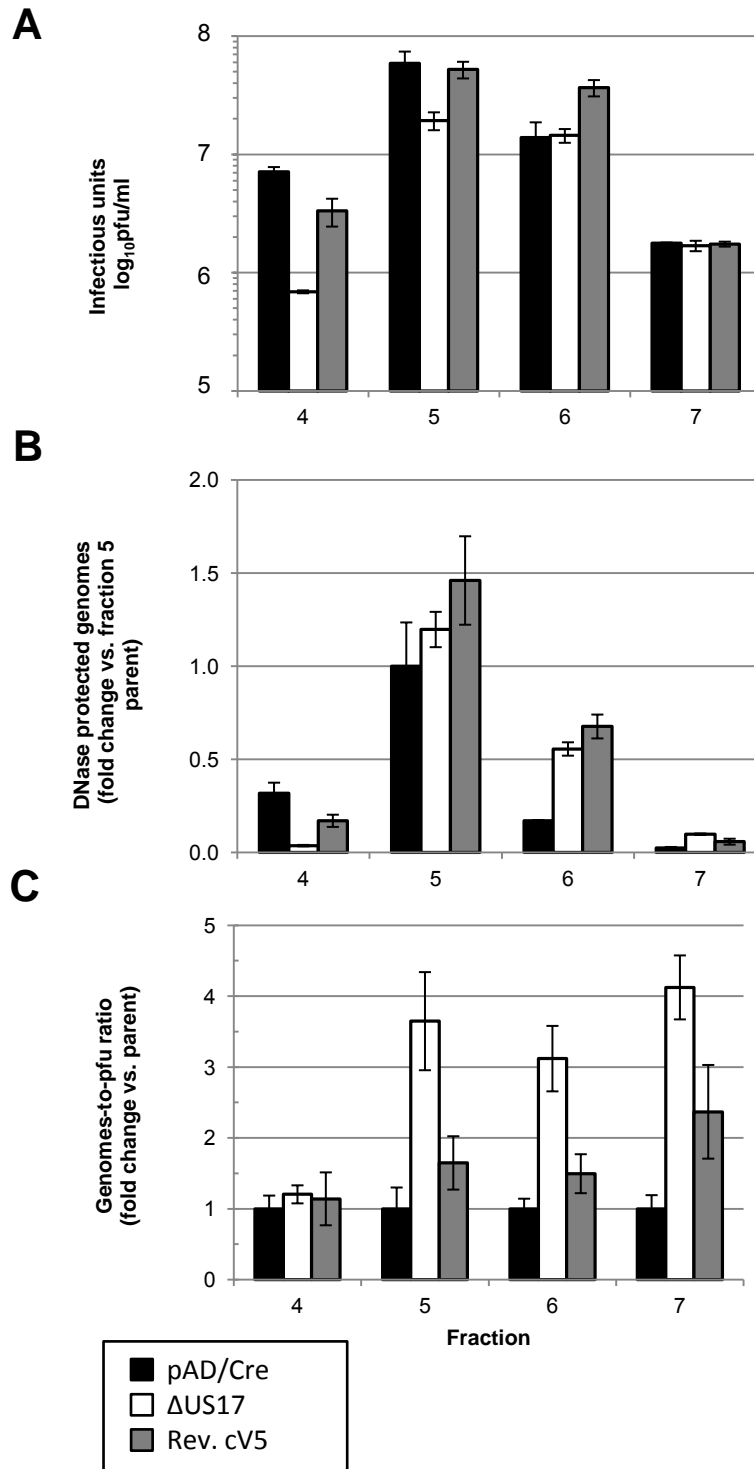 A
Infectious units
log₁₀pfu/ml
8
7
6
5
4 5 6 7
B
DNase protected genomes
(fold change vs. fraction 5
parent)
2.0
1.5
1.0
0.5
0.0
4 5 6 7
C
Genomes-to-pfu ratio
(fold change vs. parent)
5
4
3
2
1
0
4 5 6 7
Fraction
pAD/Cre
ΔUS17
Rev. cV5